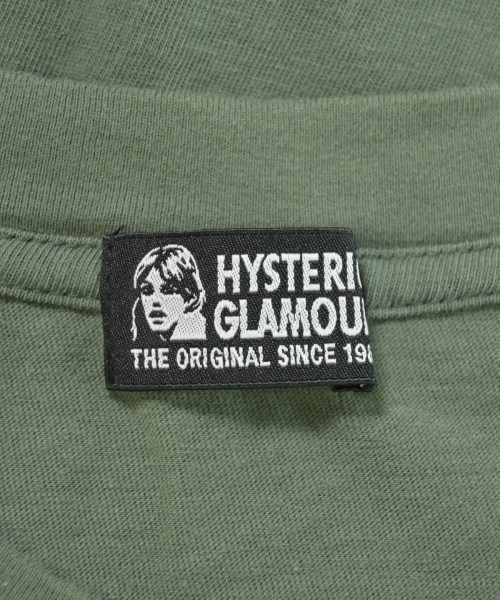 HYSTERI
GLAMOU
THE ORIGINAL SINCE 198